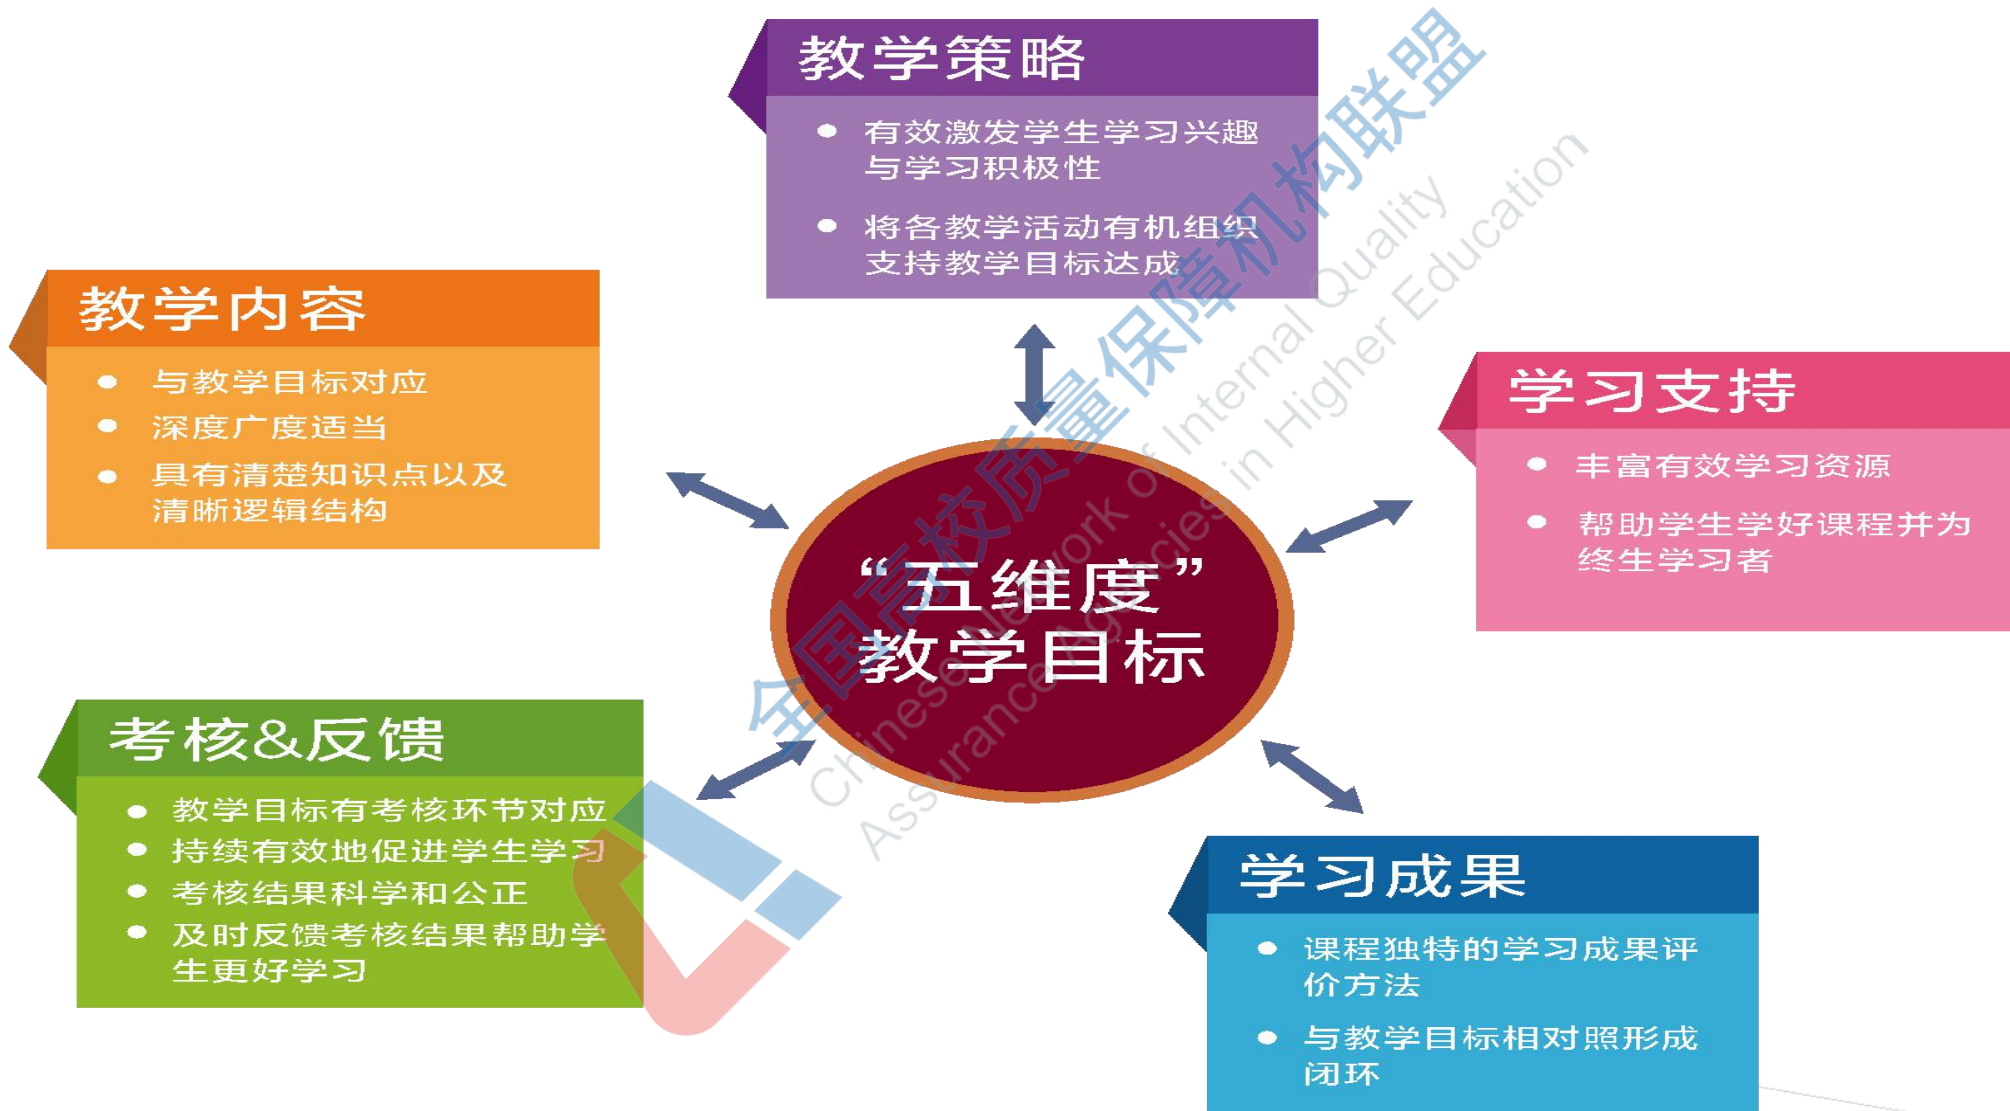 教学策略
有效激发学生学习兴趣
与学习积极性
将各教学活动有机组织
支持教学目标达成
教学内容
与教学目标对应
深度广度适当
具有清楚知识点以及
清晰逻辑结构
学习支持
丰富有效学习资源
帮助学生学好课程并为
终生学习者
“五维度”
教学目标
考核&反馈
教学目标有考核环节对应
持续有效地促进学生学习
考核结果科学和公正
及时反馈考核结果帮助学
生更好学习
学习成果
课程独特的学习成果评
价方法
与教学目标相对照形成
闭环
全国高校质量保障机构联盟
Chinese Network of Internal Quality
Assurance Agencies in Higher Education